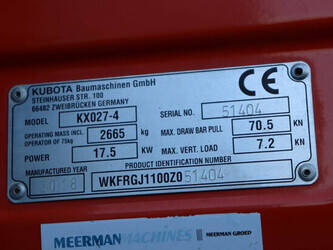 KUBOTA Baumaschinen GmbH
STEINHAUSER STR. 100
66482 ZWEIBRÜCKEN GERMANY
CE
MODEL KX027-4 SERIAL NO. 51404
OPERATING MASS INCL. OPERATOR OF 75kg 2665 kg MAX. DRAW BAR PULL 70.5 KN
POWER 17.5 KW MAX. VERT. LOAD 7.2 KN
MANUFACTURED YEAR 2018 PRODUCT IDENTIFICATION NUMBER
WKFRGJ1100Z051404
MEERMANMACHINES MEERMAN GROEP